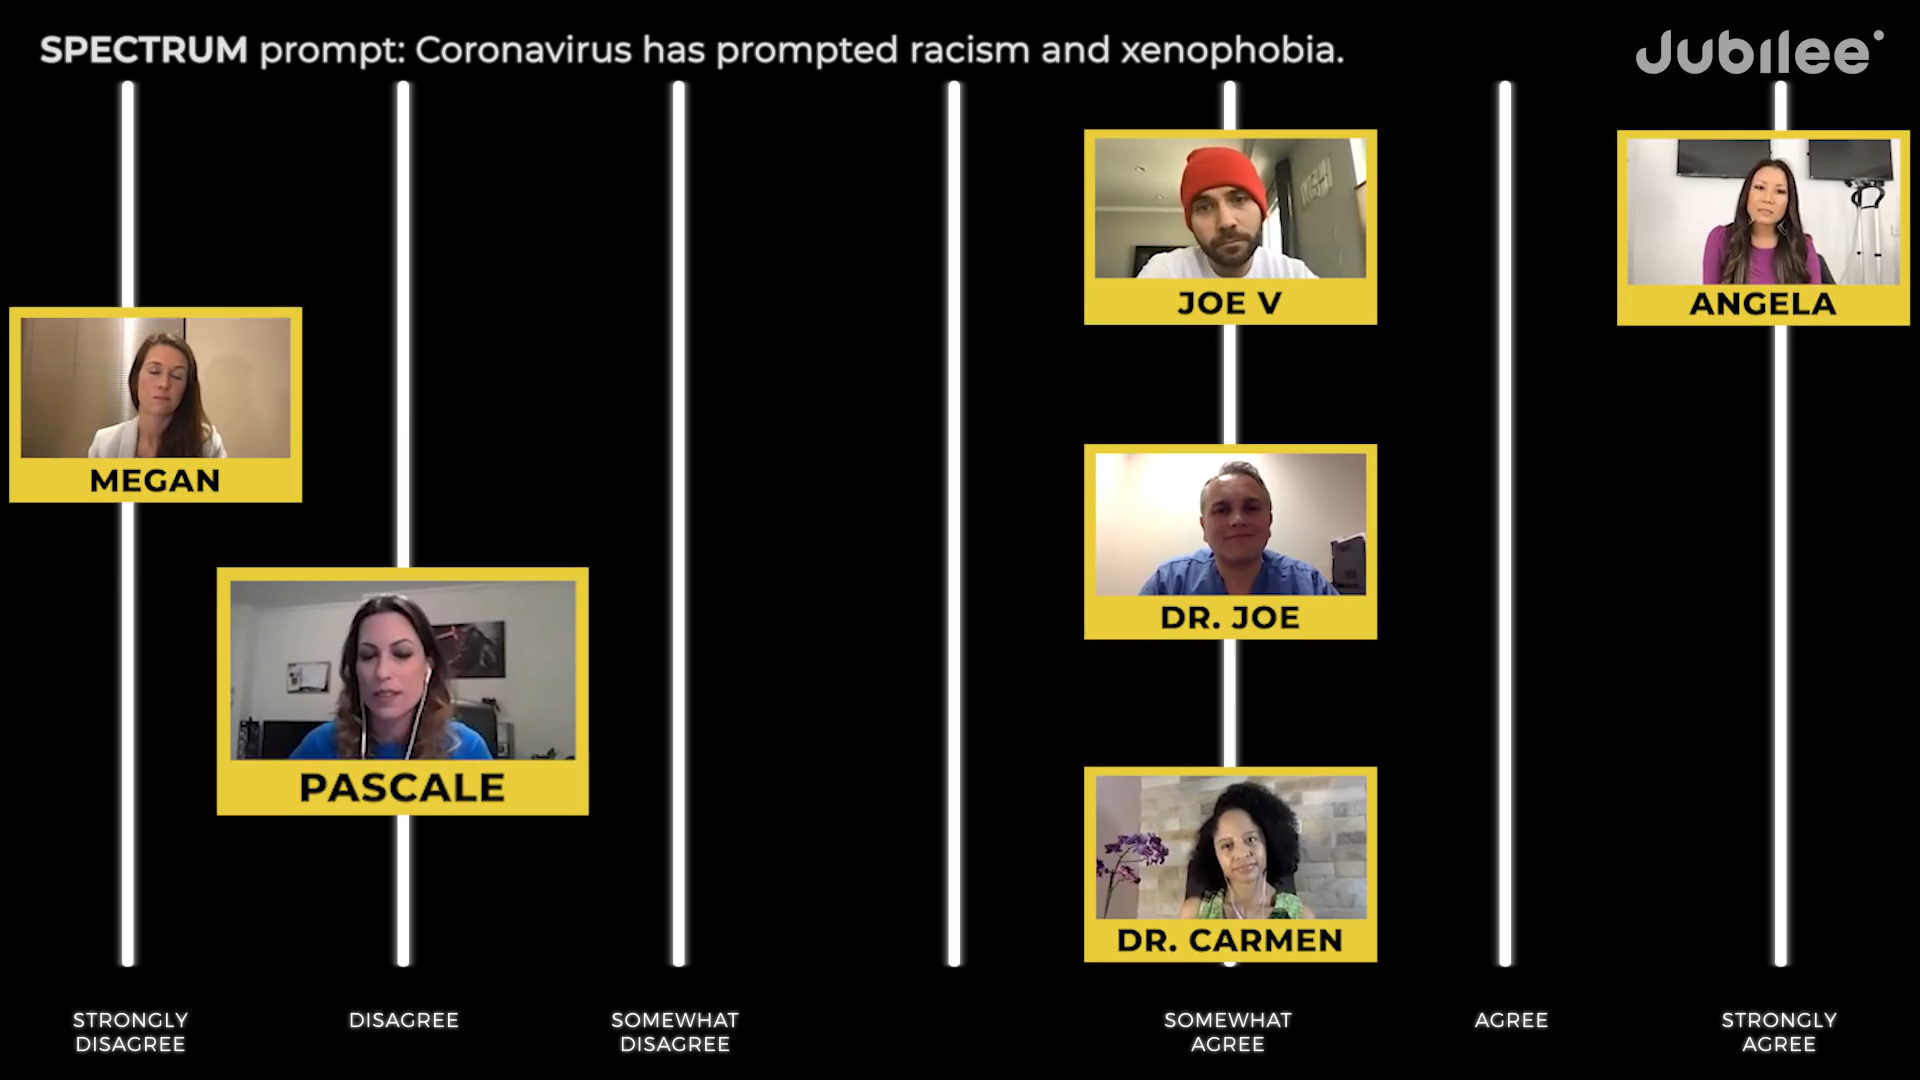 SPECTRUM prompt: Coronavirus has prompted racism and xenophobia.
Jubilee
JOE V
ANGELA
MEGAN
DR. JOE
PASCALE
DR. CARMEN
STRONGLY
DISAGREE
DISAGREE
SOMEWHAT
DISAGREE
SOMEWHAT
AGREE
AGREE
STRONGLY
AGREE